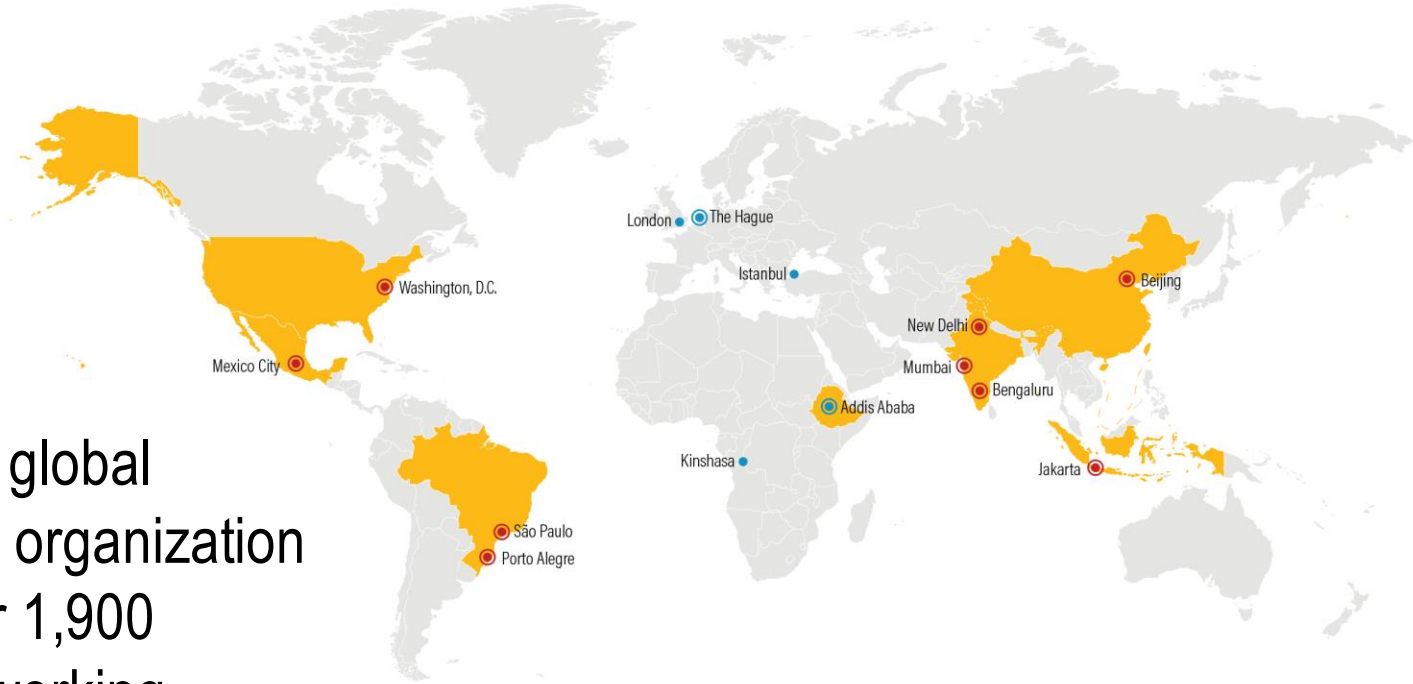 London
The Hague
Istanbul
Washington, D.C.
Beijing
New Delhi
Mexico City
Mumbai
Bengaluru
Addis Ababa
global
Kinshasa
Jakarta
organization
São Paulo
Porto Alegre
1,900
working